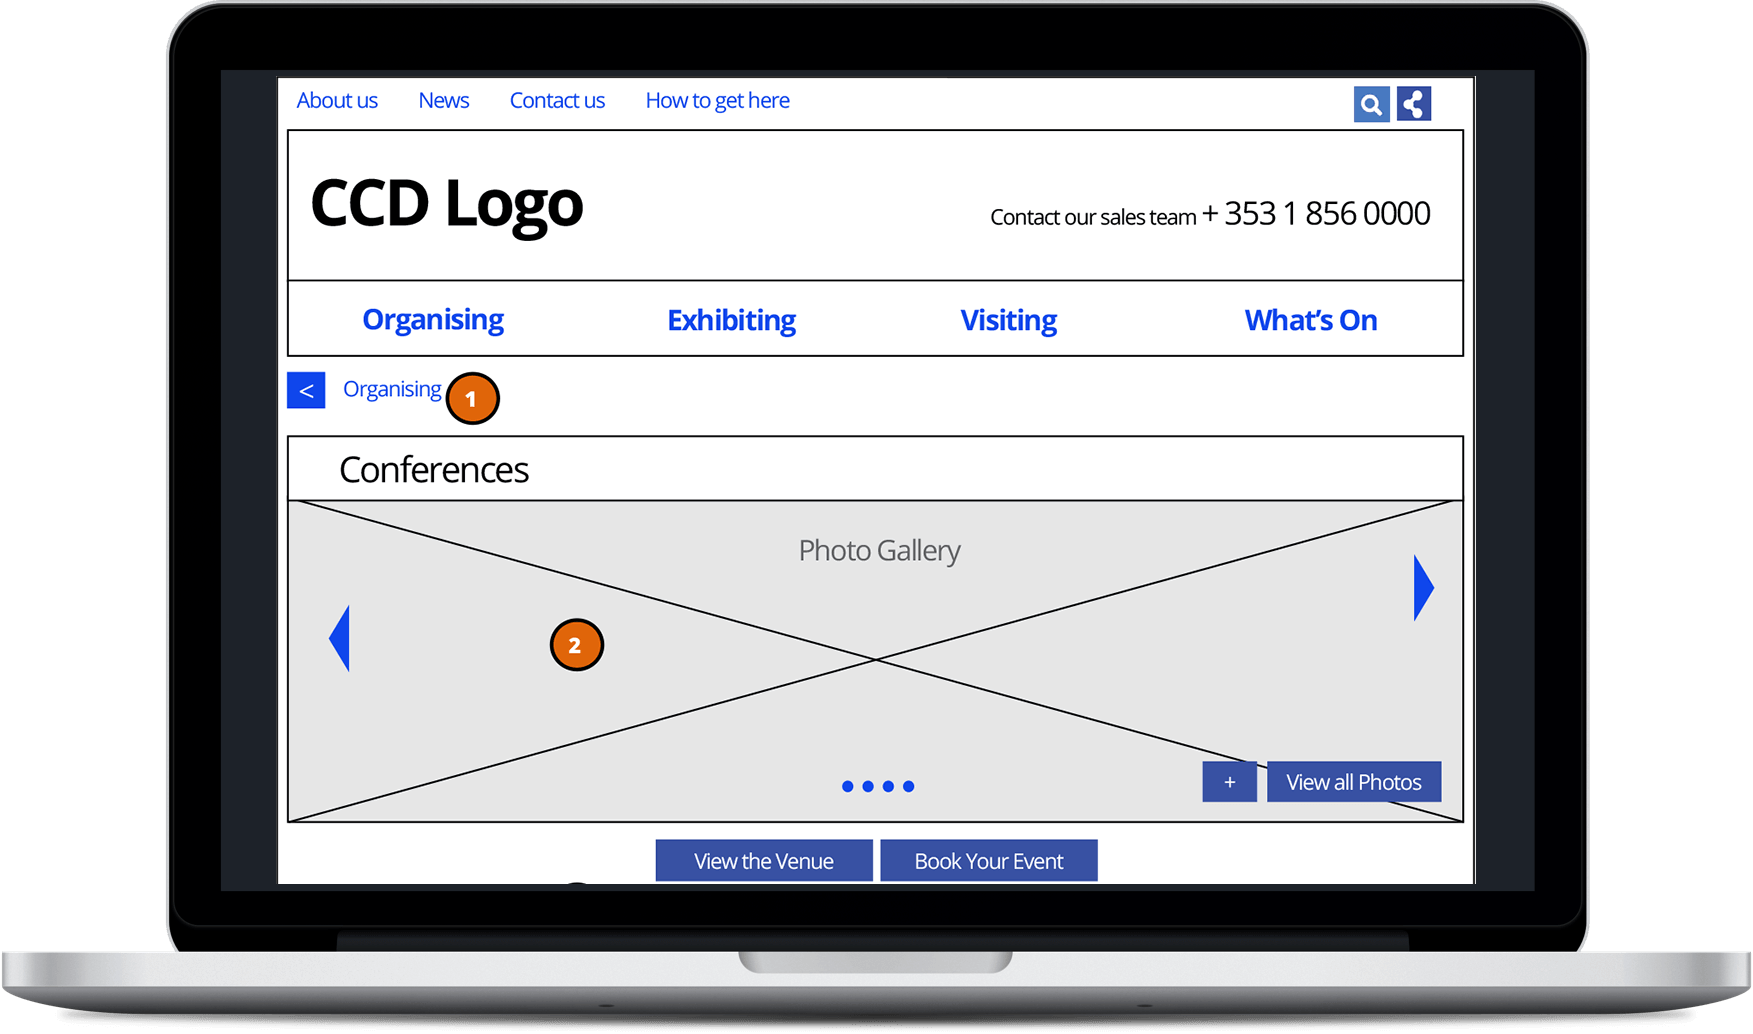 About us News Contact us How to get here
CCD Logo
Contact our sales team + 353 1 856 0000
Organising Exhibiting Visiting What's On
< Organising 1
Conferences
Photo Gallery
2
+ View all Photos
View the Venue Book Your Event